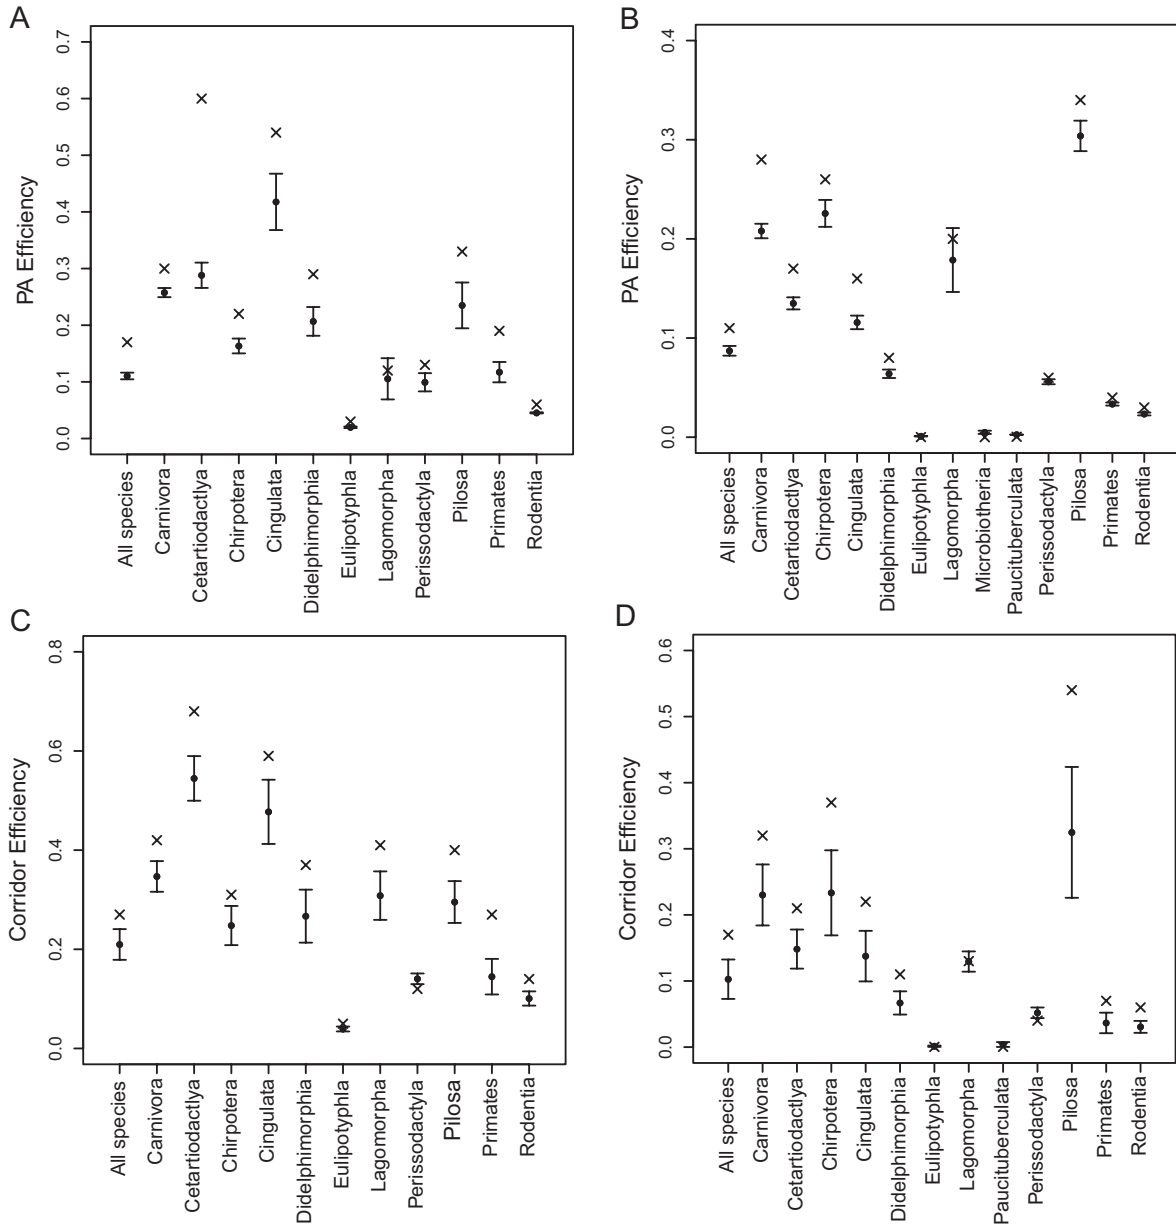 A
PA Efficiency
0.7
0.6
0.5
0.4
0.3
0.2
0.1
0.0
All species
Carnivora
Cetartiodactlya
Chirpotera
Cingulata
Didelphimorphia
Eulipotyphla
Lagomorpha
Perissodactyla
Pilosa
Primates
Rodentia
B
PA Efficiency
0.4
0.3
0.2
0.1
0.0
All species
Carnivora
Cetartiodactlya
Chirpotera
Cingulata
Didelphimorphia
Eulipotyphla
Lagomorpha
Microbiotheria
Paucituberculata
Perissodactyla
Pilosa
Primates
Rodentia
C
Corridor Efficiency
0.8
0.6
0.4
0.2
0.0
All species
Carnivora
Cetartiodactlya
Chirpotera
Cingulata
Didelphimorphia
Eulipotyphla
Lagomorpha
Perissodactyla
Pilosa
Primates
Rodentia
D
Corridor Efficiency
0.6
0.5
0.4
0.3
0.2
0.1
0.0
All species
Carnivora
Cetartiodactlya
Chirpotera
Cingulata
Didelphimorphia
Eulipotyphla
Lagomorpha
Paucituberculata
Perissodactyla
Pilosa
Primates
Rodentia